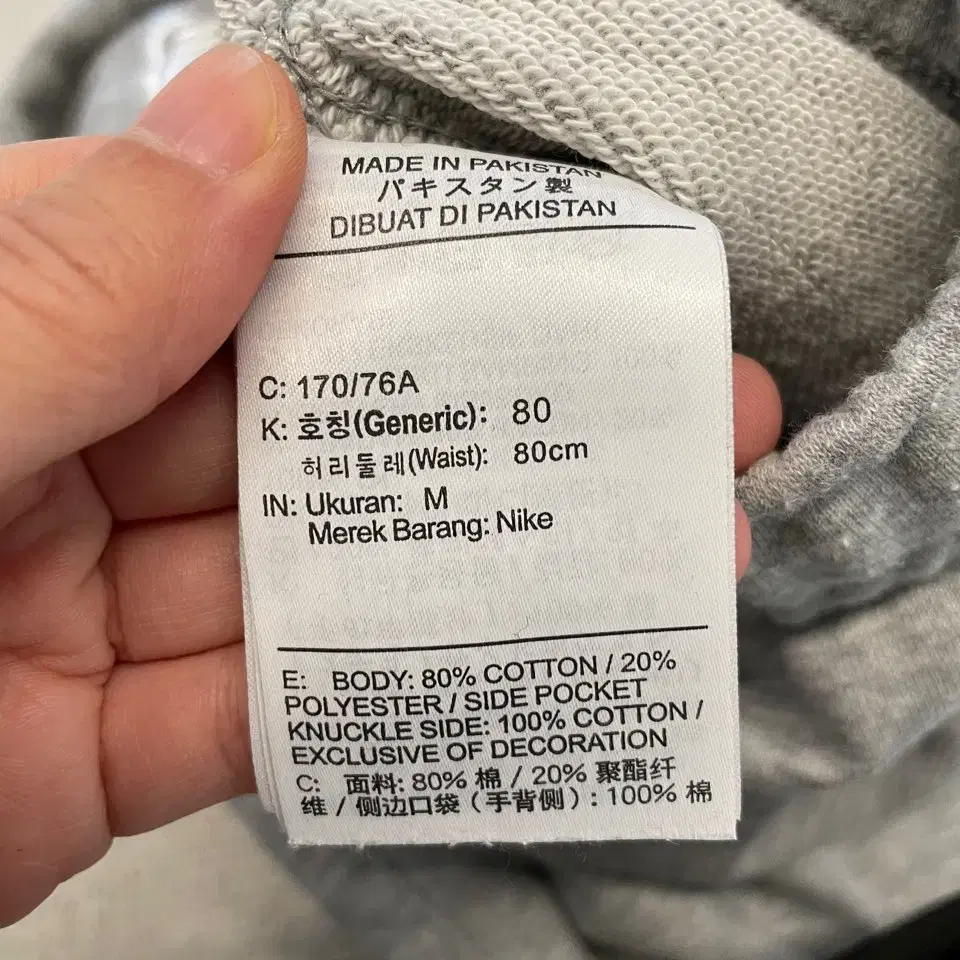 MADE IN PAKISTAN
パキスタン製
DIBUAT DI PAKISTAN
C: 170/76A
K: 호칭(Generic): 80
허리둘레(Waist): 80cm
IN: Ukuran: M
Merek Barang: Nike
E: BODY: 80% COTTON / 20%
POLYESTER / SIDE POCKET
KNUCKLE SIDE: 100% COTTON /
EXCLUSIVE OF DECORATION
C: 面料: 80% 棉 / 20% 聚酯纤
维 / 侧边口袋（手背侧）: 100% 棉